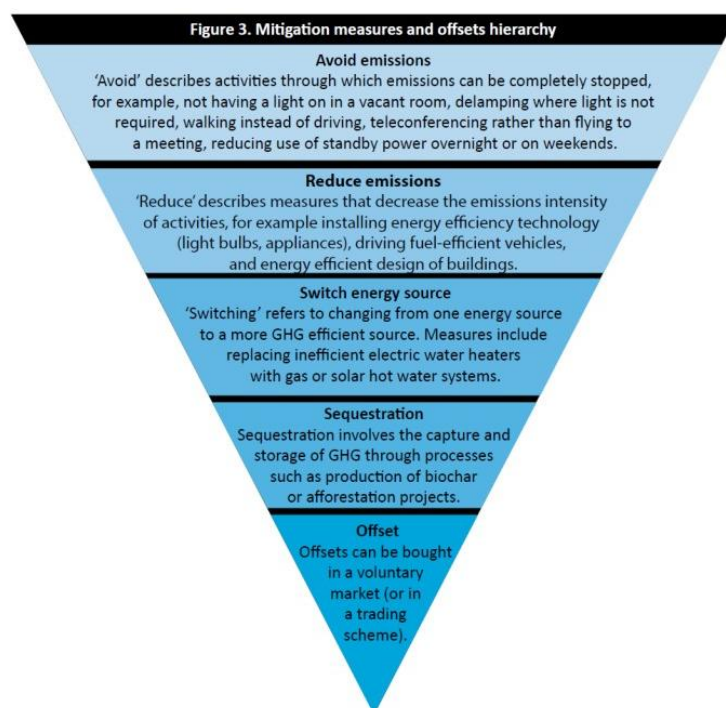 Figure 3. Mitigation measures and offsets hierarchy
Avoid emissions
‘Avoid’ describes activities through which emissions can be completely stopped,
for example, not having a light on in a vacant room, delamping where light is not
required, walking instead of driving, teleconferencing rather than flying to
a meeting, reducing use of standby power overnight or on weekends.
Reduce emissions
‘Reduce’ describes measures that decrease the emissions intensity
of activities, for example installing energy efficiency technology
(light bulbs, appliances), driving fuel-efficient vehicles,
and energy efficient design of buildings.
Switch energy source
‘Switching’ refers to changing from one energy source
to a more GHG efficient source. Measures include
replacing inefficient electric water heaters
with gas or solar hot water systems.
Sequestration
Sequestration involves the capture and
storage of GHG through processes
such as production of biochar
or afforestation projects.
Offset
Offsets can be bought
in a voluntary
market (or in
a trading
scheme).